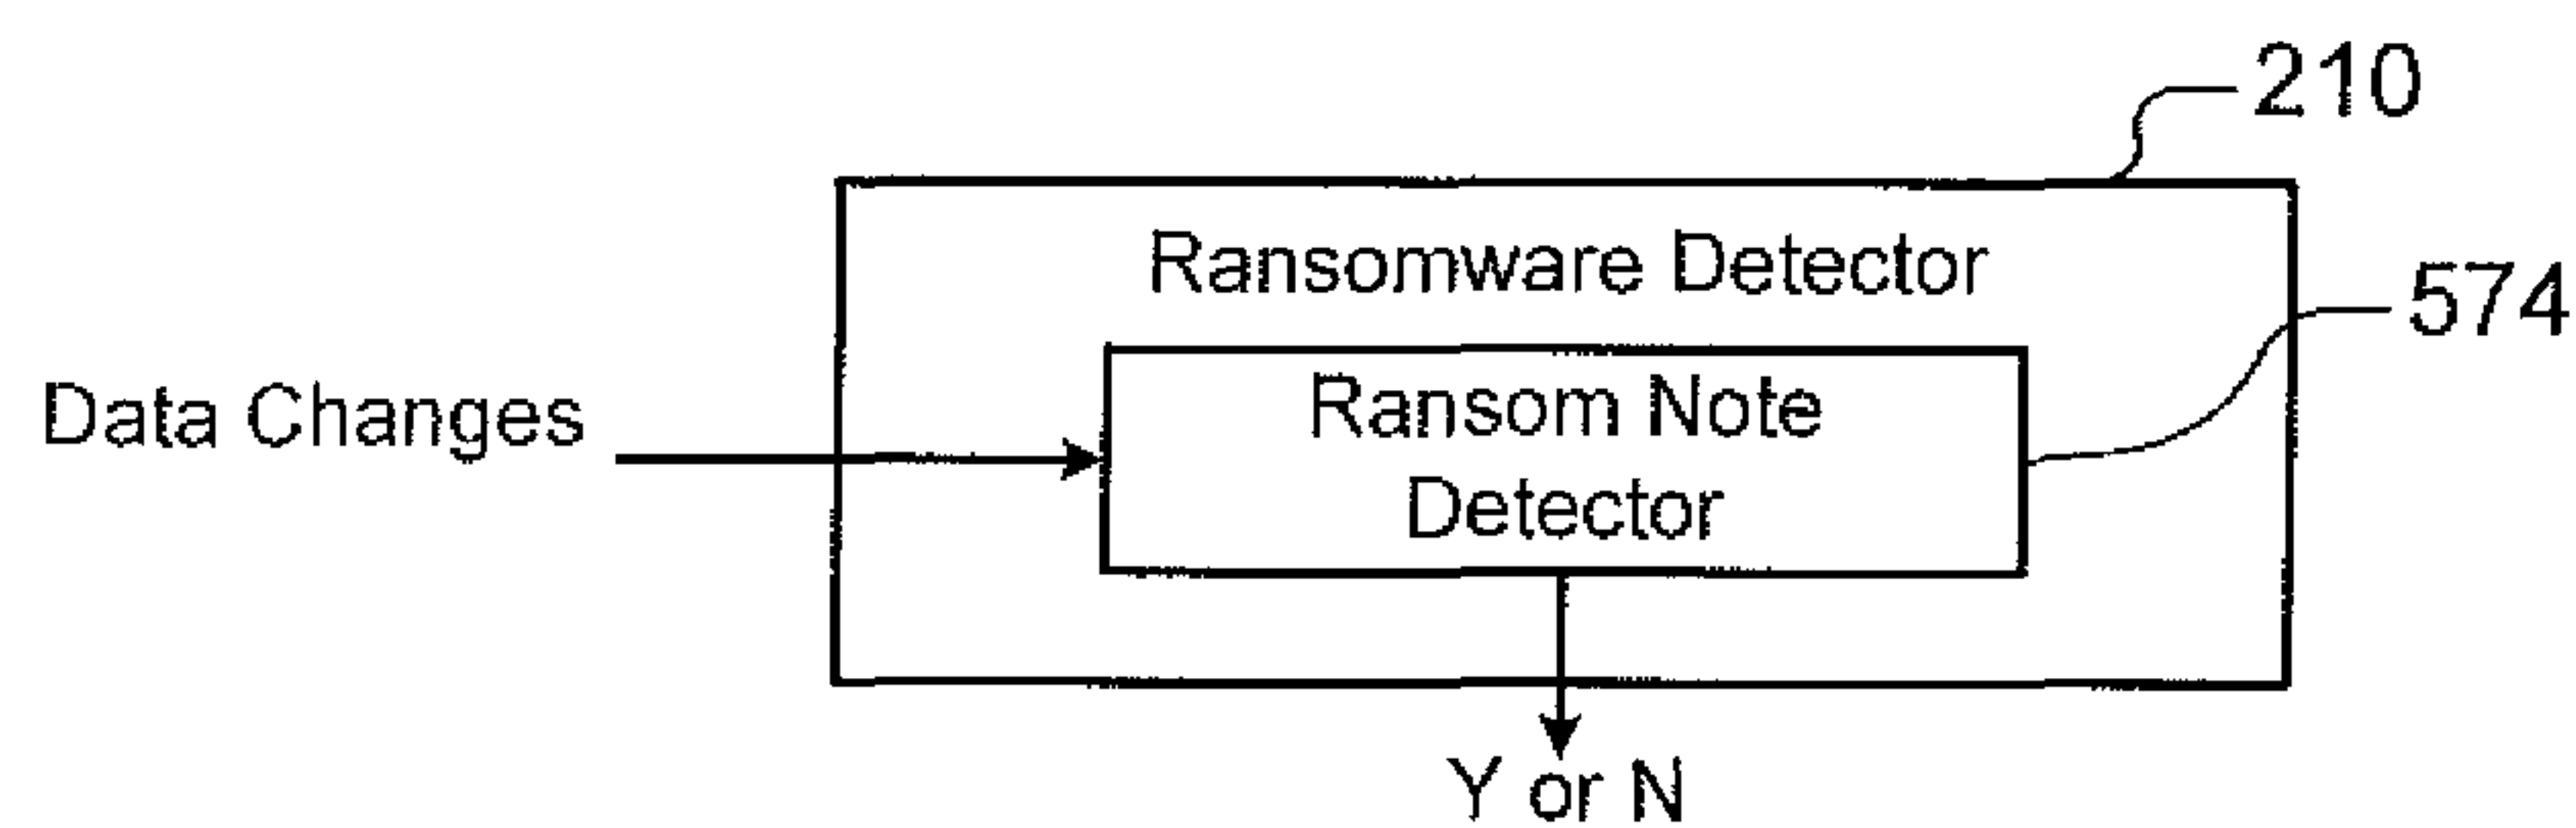 210
Ransomware Detector
574
Data Changes
Ransom Note
Detector
Y or N